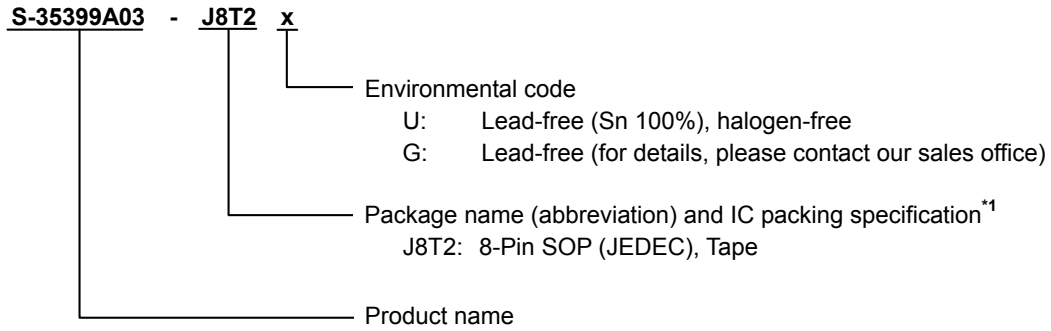 S-35399A03 - J8T2 x
Environmental code
U: Lead-free (Sn 100%), halogen-free
G: Lead-free (for details, please contact our sales office)
Package name (abbreviation) and IC packing specification*1
J8T2: 8-Pin SOP (JEDEC), Tape
Product name